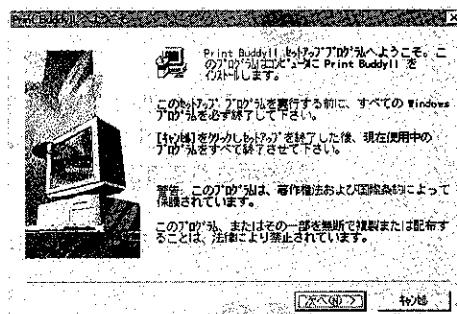 Print BuddyII へようこそ
Print BuddyII ｾｯﾄｱｯﾌﾟﾌﾟﾛｸﾞﾗﾑへようこそ。こ
のﾌﾟﾛｸﾞﾗﾑはｺﾝﾋﾟｭｰﾀに Print BuddyII を
ｲﾝｽﾄｰﾙします。
このｾｯﾄｱｯﾌﾟ ﾌﾟﾛｸﾞﾗﾑを実行する前に、すべての Windows
ﾌﾟﾛｸﾞﾗﾑを必ず終了して下さい。
[ｷｬﾝｾﾙ]をｸﾘｯｸしｾｯﾄｱｯﾌﾟを終了した後、現在使用中の
ﾌﾟﾛｸﾞﾗﾑをすべて終了させて下さい。
警告: このﾌﾟﾛｸﾞﾗﾑは、著作権法および国際条約によって
保護されています。
このﾌﾟﾛｸﾞﾗﾑ、またはその一部を無断で複製または配布す
ることは、法律により禁止されています。
次へ(N) >
ｷｬﾝｾﾙ